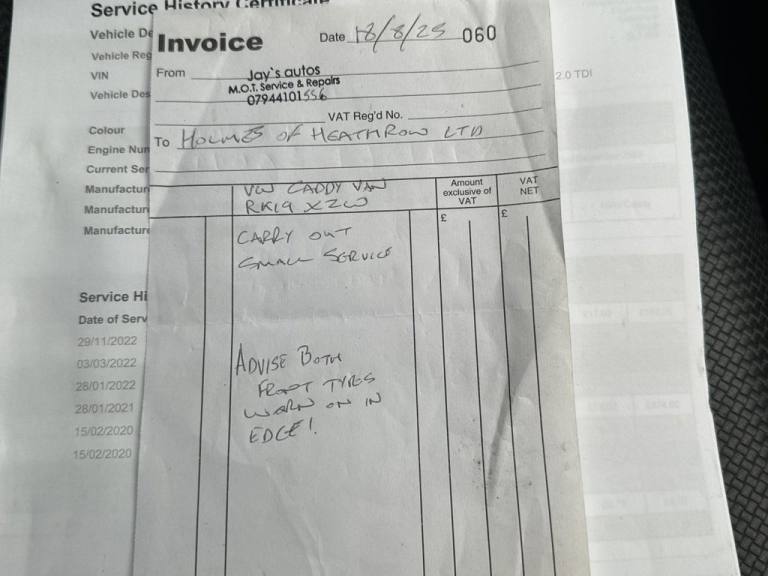 Service History Certificate
Vehicle De
Vehicle Reg
VIN
Vehicle Des
2.0 TDI
Colour
Engine Num
Current Ser
Manufactur
Manufactur
Manufactur
Service Hi
Date of Serv
29/11/2022
03/03/2022
28/01/2022
28/01/2021
15/02/2020
15/02/2020
Invoice
Date 18/8/25 060
From Jay's autos
M.O.T. Service & Repairs
07944101556
VAT Reg'd No.
To HOLMES OF HEATHROW LTD
VW CADDY VAN
RK19 XZW
Amount exclusive of VAT
VAT NET
£ £
CARRY OUT
SMALL SERVICE
ADVISE BOTH
FRONT TYRES
WORN ON IN
EDGE!